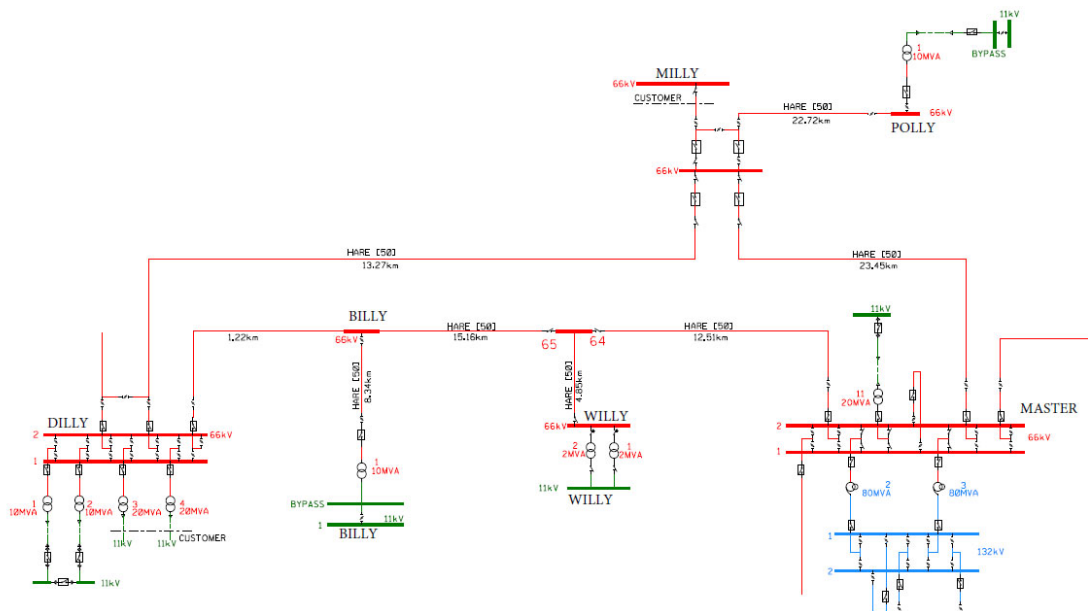 11kV
BYPASS
1
10MVA
MILLY
66kV
CUSTOMER
HARE [50]
22.72km
66kV
POLLY
66kV
HARE [50]
13.27km
HARE [50]
23.45km
BILLY
HARE [50]
HARE [50]
11kV
1.22km
66kV
15.16km
65
64
12.51km
HARE [50]
8.34km
HARE [50]
4.85km
11
20MVA
DILLY
WILLY
MASTER
2
66kV
66kV
2
66kV
1
1
2
2MVA
1
2MVA
1
10MVA
2
80MVA
3
80MVA
1
10MVA
2
10MVA
3
20MVA
4
20MVA
11kV
WILLY
BYPASS
CUSTOMER
11kV
11kV
1
11kV
BILLY
1
132kV
2
11kV